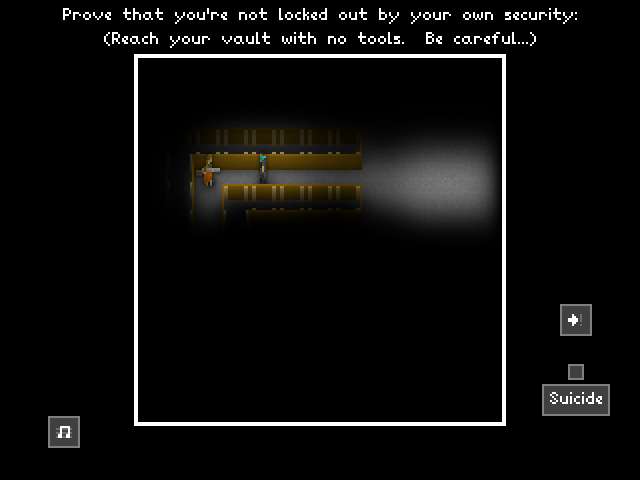 Prove that you're not locked out by your own security:
(Reach your vault with no tools.  Be careful...)
Suicide